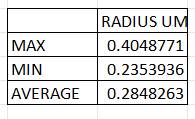 RADIUS UM
MAX 0.4048771
MIN 0.2353936
AVERAGE 0.2848263